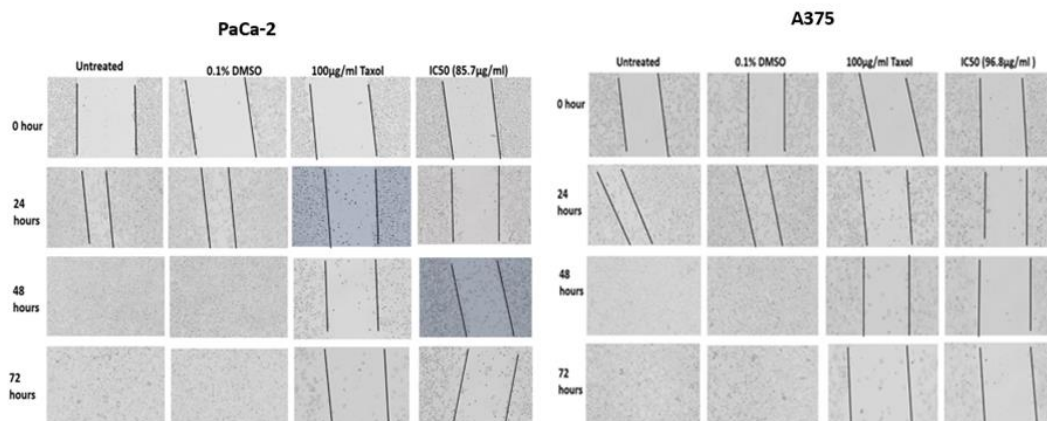 PaCa-2
Untreated
0.1% DMSO
100µg/ml Taxol
IC50 (85.7µg/ml)
0 hour
24
hours
48
hours
72
hours
A375
Untreated
0.1% DMSO
100µg/ml Taxol
IC50 (96.8µg/ml )
0 hour
24
hours
48
hours
72
hours